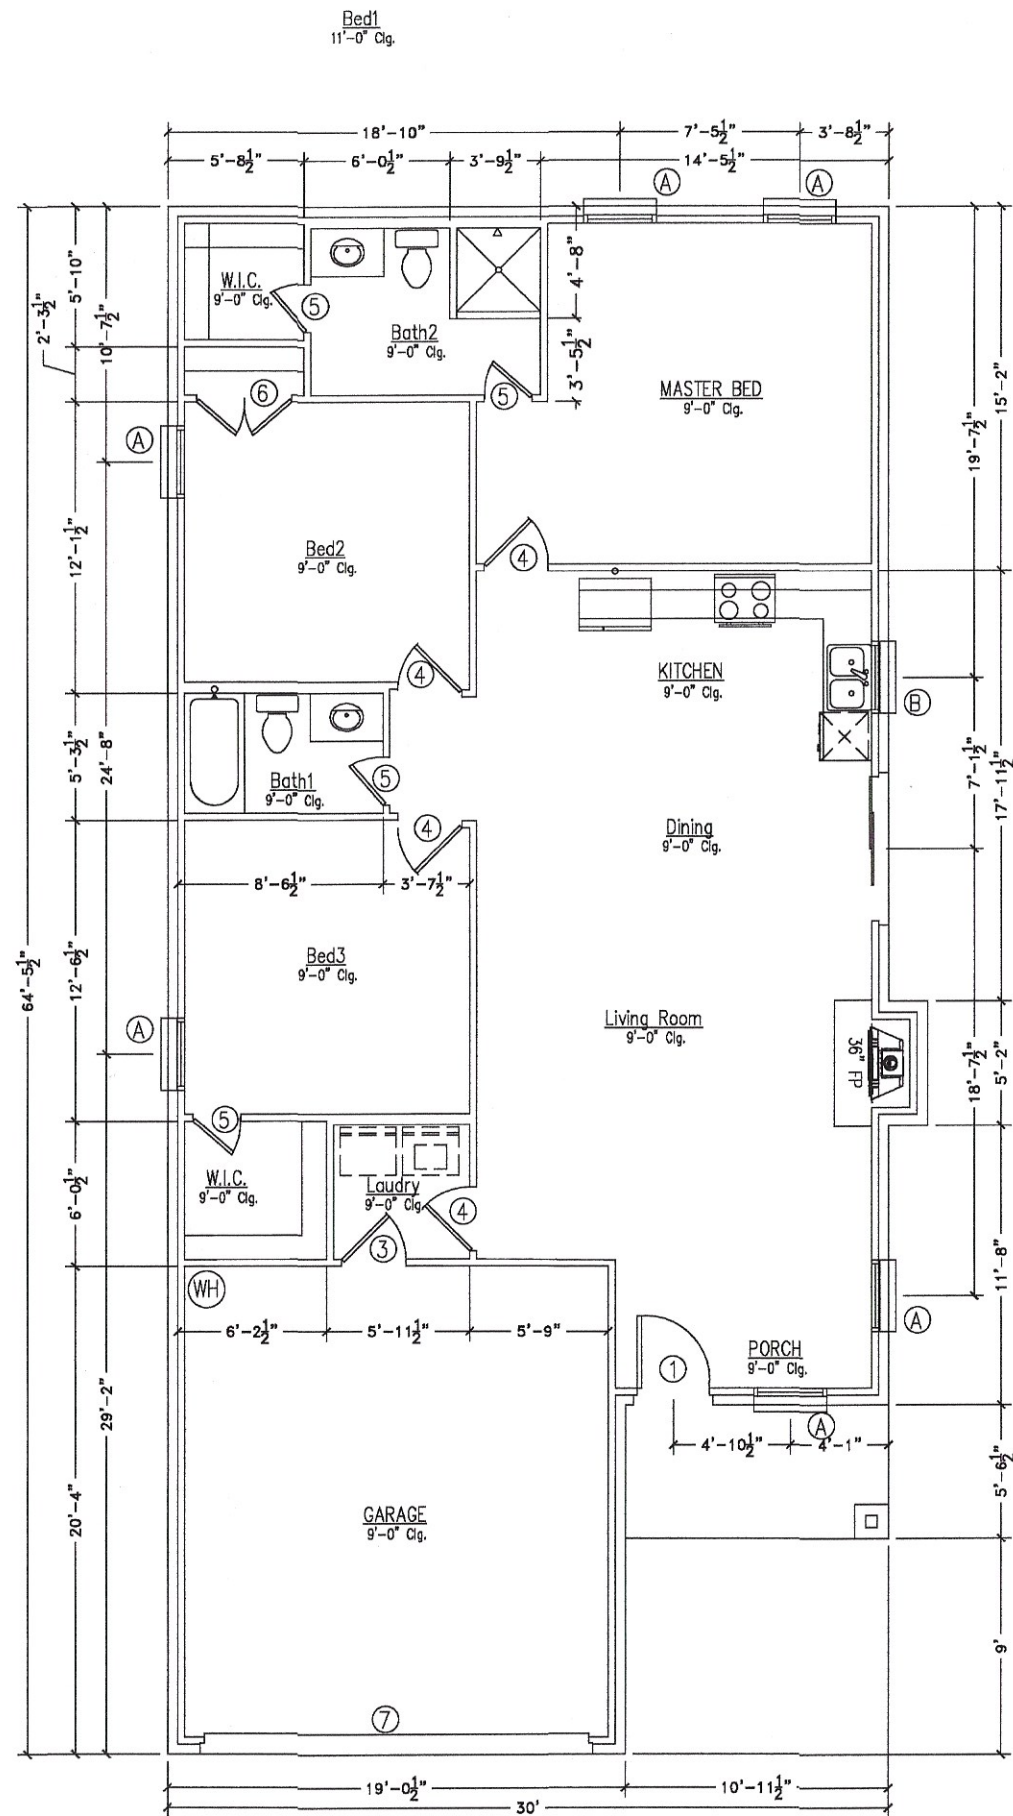 Bed1
11'-0" Clg.
18'-10" 7'-5½" 3'-8½"
5'-8½" 6'-0½" 3'-9½" 14'-5½"
A A
W.I.C.
9'-0" Clg.
5
Bath2
9'-0" Clg.
4'-8"
3'-5½"
5
6
MASTER BED
9'-0" Clg.
5'-10"
2'-3½"
10'-7½"
15'-2"
19'-7½"
A
12'-1½"
Bed2
9'-0" Clg.
4
4
KITCHEN
9'-0" Clg.
B
5'-3½"
24'-8"
Bath1
9'-0" Clg.
5
4
Dining
9'-0" Clg.
7'-1½"
17'-11½"
8'-6½" 3'-7½"
Bed3
9'-0" Clg.
64'-5½"
12'-6½"
A
Living Room
9'-0" Clg.
36" FP
18'-7½"
5'-2"
5
W.I.C.
9'-0" Clg.
Laudry
9'-0" Clg.
4
3
6'-0½"
11'-8"
WH
6'-2½" 5'-11½" 5'-9"
A
PORCH
9'-0" Clg.
1
A
4'-10½" 4'-1"
29'-2"
20'-4"
5'-6½"
GARAGE
9'-0" Clg.
9'
7
19'-0½" 10'-11½"
30'